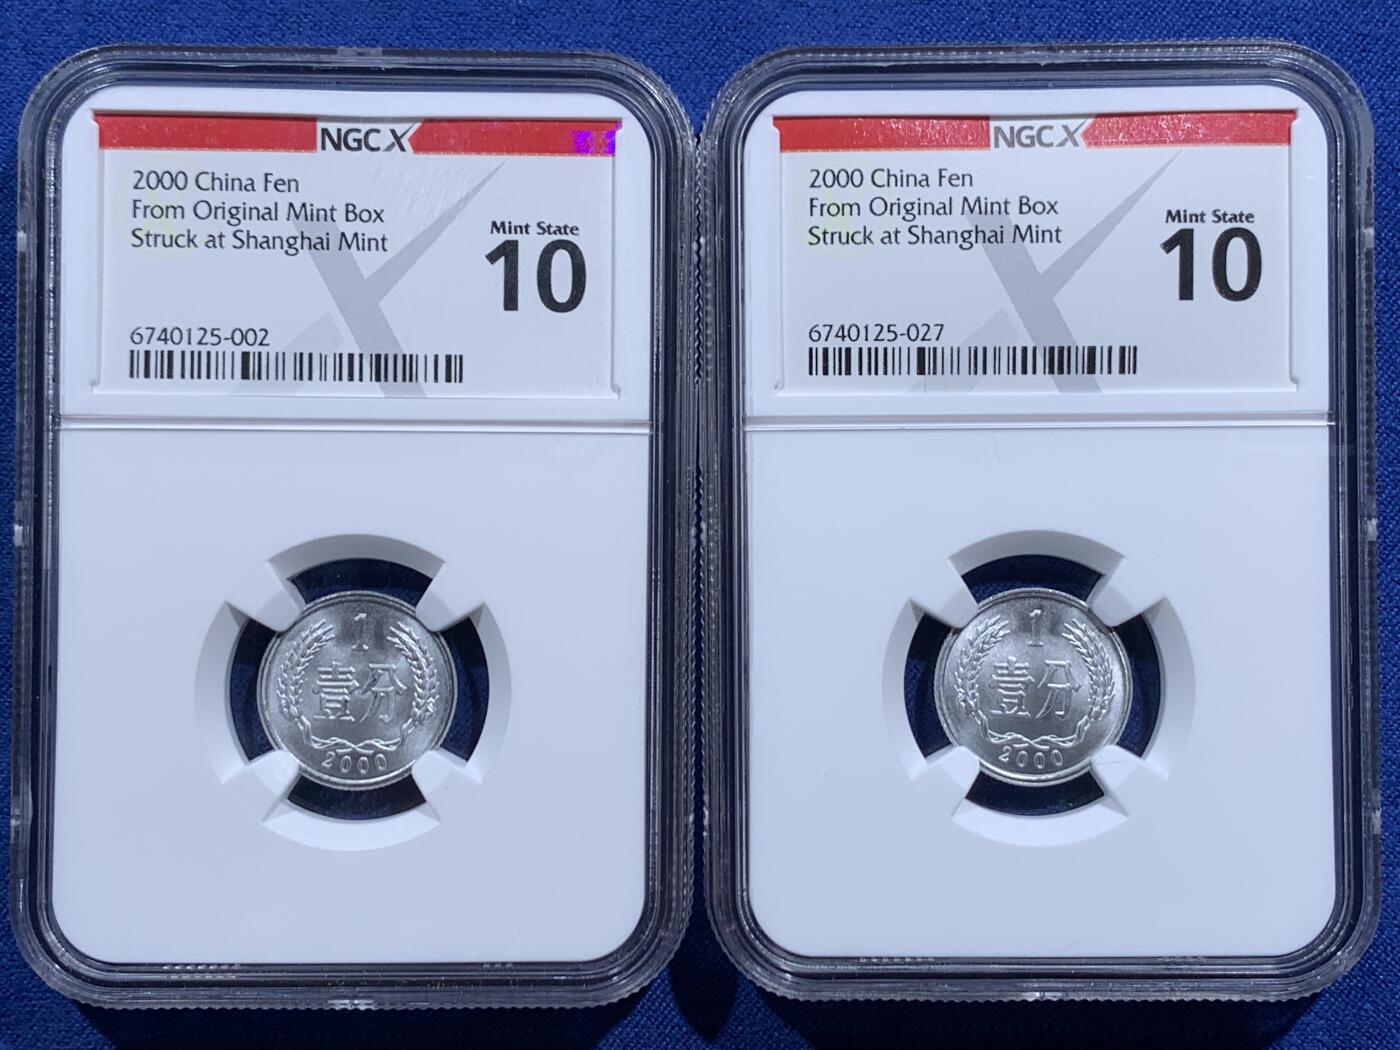 NGCX
2000 China Fen
From Original Mint Box
Struck at Shanghai Mint
Mint State
10
6740125-002
1
壹分
2000
NGCX
2000 China Fen
From Original Mint Box
Struck at Shanghai Mint
Mint State
10
6740125-027
1
壹分
2000